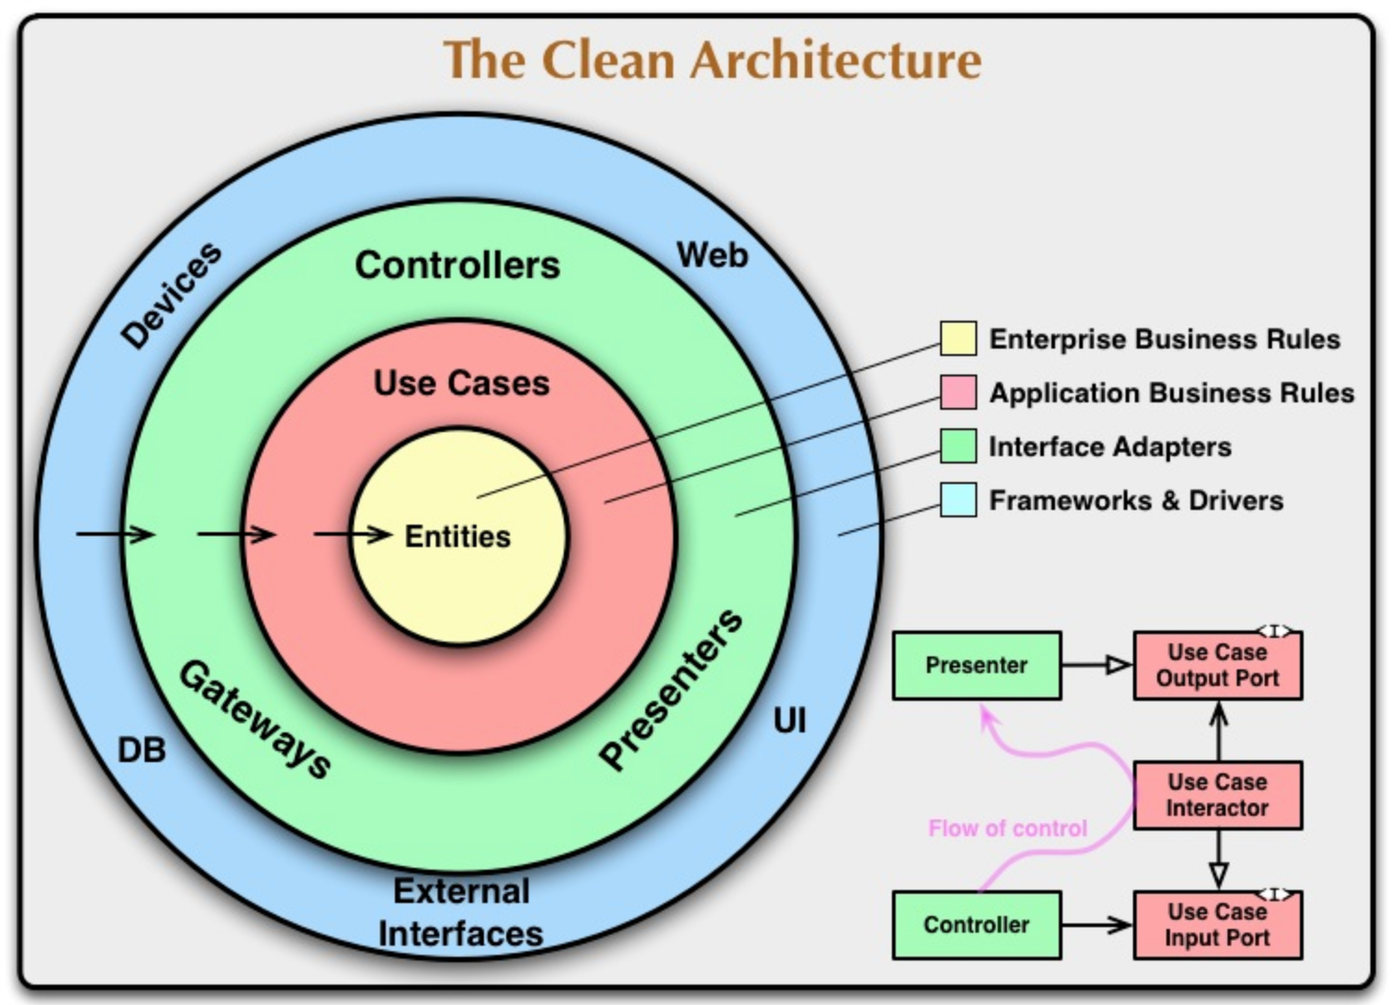 The Clean Architecture
Devices
Controllers
Web
Use Cases
Entities
Gateways
Presenters
DB
UI
External
Interfaces
Enterprise Business Rules
Application Business Rules
Interface Adapters
Frameworks & Drivers
Presenter
<I>
Use Case
Output Port
Use Case
Interactor
Flow of control
Controller
<I>
Use Case
Input Port